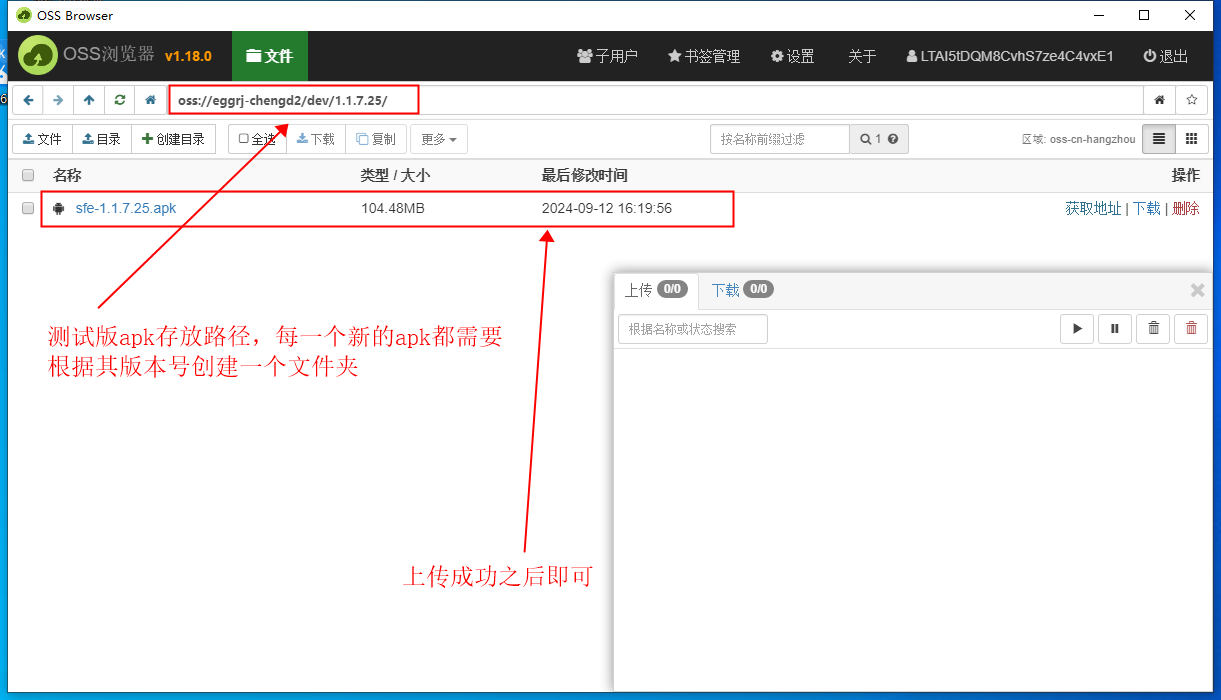 OSS Browser
OSS浏览器 v1.18.0 文件 子用户 书签管理 设置 关于 LTAI5tDQM8CvhS7ze4C4vxE1 退出
oss://eggrj-chengd2/dev/1.1.7.25/
文件 目录 创建目录 全选 下载 复制 更多 按名称前缀过滤 1 区域: oss-cn-hangzhou
名称 类型 / 大小 最后修改时间 操作
sfe-1.1.7.25.apk 104.48MB 2024-09-12 16:19:56 获取地址 | 下载 | 删除
上传 0/0 下载 0/0
根据名称或状态搜索
测试版apk存放路径，每一个新的apk都需要
根据其版本号创建一个文件夹
上传成功之后即可